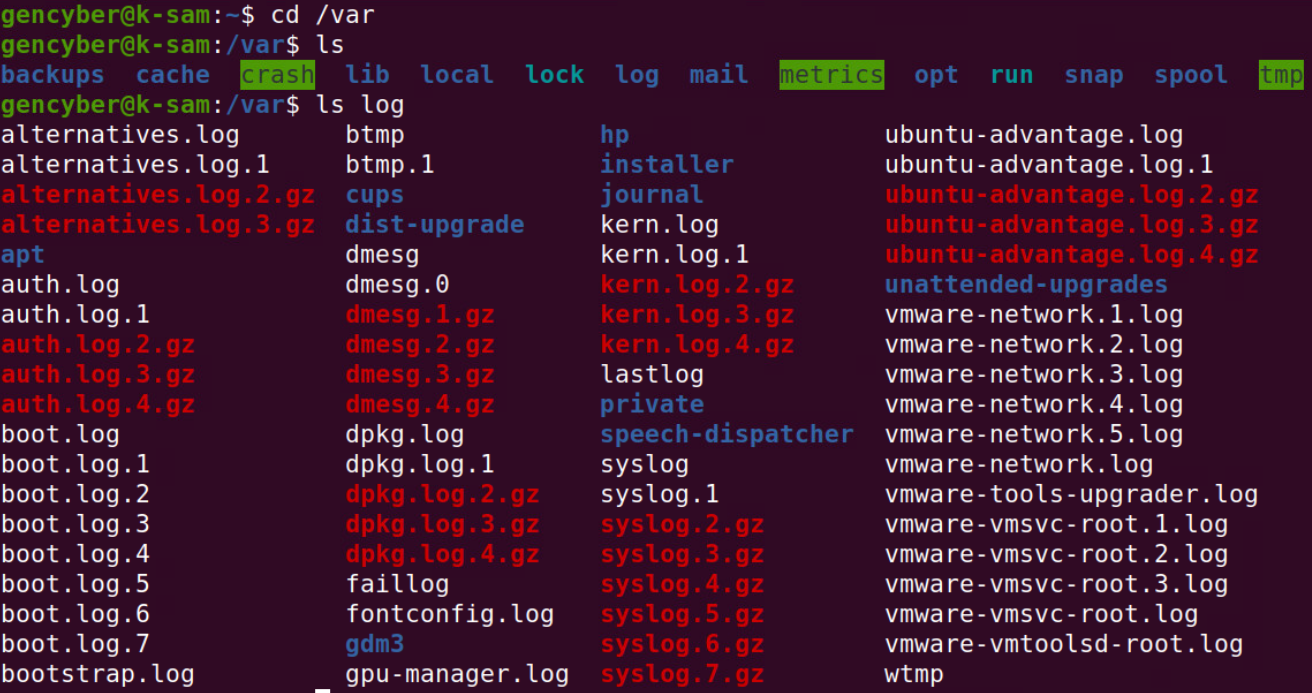 gencyber@k-sam:~$ cd /var
gencyber@k-sam:/var$ ls
backups  cache  crash  lib  local  lock  log  mail  metrics  opt  run  snap  spool  tmp
gencyber@k-sam:/var$ ls log
alternatives.log       btmp            hp                 ubuntu-advantage.log
alternatives.log.1     btmp.1          installer          ubuntu-advantage.log.1
alternatives.log.2.gz  cups            journal            ubuntu-advantage.log.2.gz
alternatives.log.3.gz  dist-upgrade    kern.log           ubuntu-advantage.log.3.gz
apt                    dmesg           kern.log.1         ubuntu-advantage.log.4.gz
auth.log               dmesg.0         kern.log.2.gz      unattended-upgrades
auth.log.1             dmesg.1.gz      kern.log.3.gz      vmware-network.1.log
auth.log.2.gz          dmesg.2.gz      kern.log.4.gz      vmware-network.2.log
auth.log.3.gz          dmesg.3.gz      lastlog            vmware-network.3.log
auth.log.4.gz          dmesg.4.gz      private            vmware-network.4.log
boot.log               dpkg.log        speech-dispatcher  vmware-network.5.log
boot.log.1             dpkg.log.1      syslog             vmware-network.log
boot.log.2             dpkg.log.2.gz   syslog.1           vmware-tools-upgrader.log
boot.log.3             dpkg.log.3.gz   syslog.2.gz        vmware-vmsvc-root.1.log
boot.log.4             dpkg.log.4.gz   syslog.3.gz        vmware-vmsvc-root.2.log
boot.log.5             faillog         syslog.4.gz        vmware-vmsvc-root.3.log
boot.log.6             fontconfig.log  syslog.5.gz        vmware-vmsvc-root.log
boot.log.7             gdm3            syslog.6.gz        vmware-vmtoolsd-root.log
bootstrap.log          gpu-manager.log  syslog.7.gz        wtmp